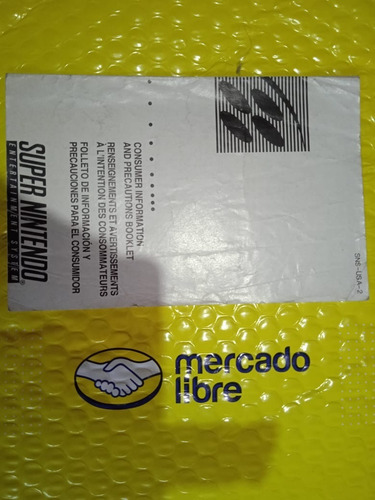 SNS-USA-2
CONSUMER INFORMATION
AND PRECAUTIONS BOOKLET
RENSEIGNEMENTS ET AVERTISSEMENTS
À L'INTENTION DES CONSOMMATEURS
FOLLETO DE INFORMACIÓN Y
PRECAUCIONES PARA EL CONSUMIDOR
SUPER NINTENDO®
ENTERTAINMENT SYSTEM
mercado
libre